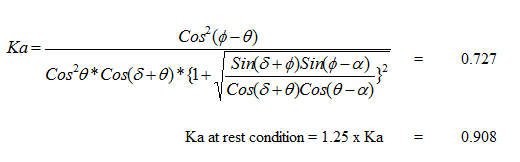 Ka = Cos²(ϕ−θ) / Cos²θ*Cos(δ+θ)*{1+√(Sin(δ+ϕ)Sin(ϕ−α) / Cos(δ+θ)Cos(θ−α))}² = 0.727
Ka at rest condition = 1.25 x Ka = 0.908